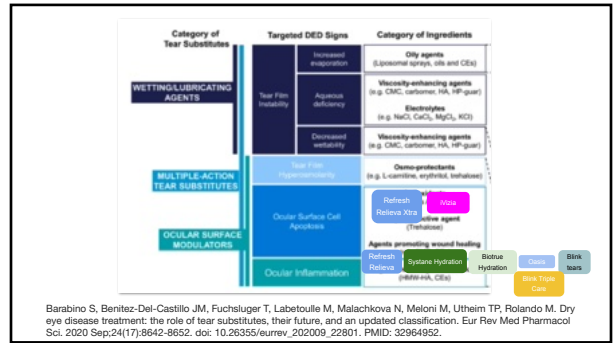 Category of
Tear Substitutes
Targeted DED Signs
Category of Ingredients
WETTING/LUBRICATING
AGENTS
Tear Film
Instability
Increased
evaporation
Oily agents
(Liposomal sprays, oils and CEs)
Aqueous
deficiency
Viscosity-enhancing agents
(e.g. CMC, carbomer, HA, HP-guar)
Electrolytes
(e.g. NaCl, CaCl₂, MgCl₂, KCl)
Decreased
wettability
Viscosity-enhancing agents
(e.g. CMC, carbomer, HA, HP-guar)
MULTIPLE-ACTION
TEAR SUBSTITUTES
Tear Film
Hyperosmolarity
Osmo-protectants
(e.g. L-carnitine, erythritol, trehalose)
OCULAR SURFACE
MODULATORS
Ocular Surface Cell
Apoptosis
Refresh
Relieva Xtra
iVizia
agent
(Trehalose)
Agents promoting wound healing
Refresh
Relieva
Systane Hydration
Biotrue
Hydration
Oasis
Blink
tears
Blink Triple
Care
Ocular Inflammation
(HMW-HA, CEs)
Barabino S, Benitez-Del-Castillo JM, Fuchsluger T, Labetoulle M, Malachkova N, Meloni M, Utheim TP, Rolando M. Dry
eye disease treatment: the role of tear substitutes, their future, and an updated classification. Eur Rev Med Pharmacol
Sci. 2020 Sep;24(17):8642-8652. doi: 10.26355/eurrev_202009_22801. PMID: 32964952.